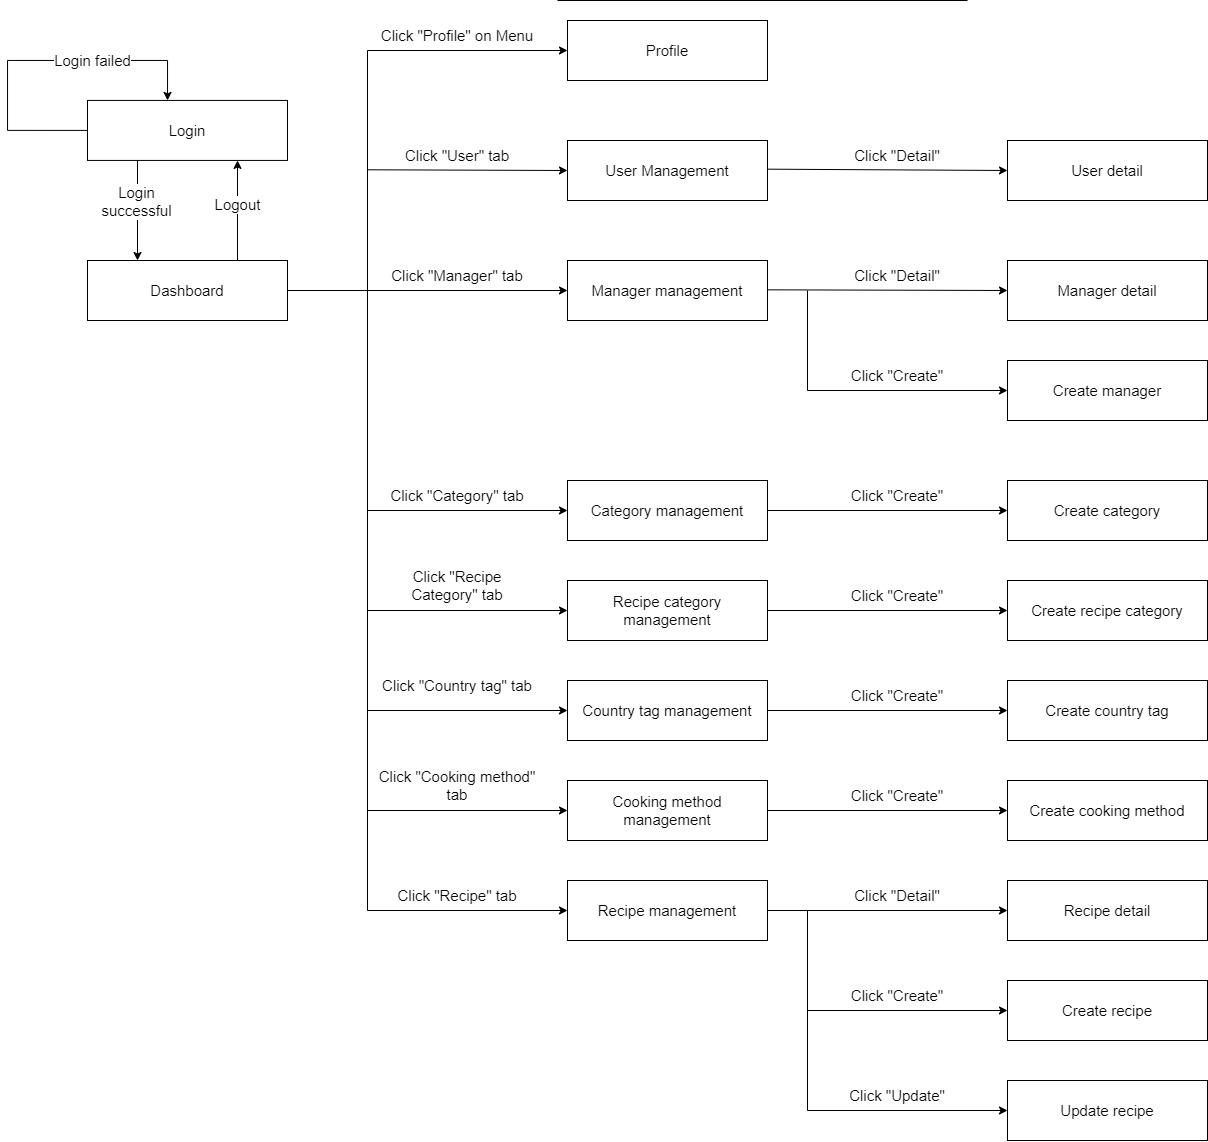 Click "Profile" on Menu
Profile
Login failed
Login
Click "User" tab
User Management
Click "Detail"
User detail
Login
successful
Logout
Dashboard
Click "Manager" tab
Manager management
Click "Detail"
Manager detail
Click "Create"
Create manager
Click "Category" tab
Category management
Click "Create"
Create category
Click "Recipe
Category" tab
Recipe category
management
Click "Create"
Create recipe category
Click "Country tag" tab
Country tag management
Click "Create"
Create country tag
Click "Cooking method"
tab
Cooking method
management
Click "Create"
Create cooking method
Click "Recipe" tab
Recipe management
Click "Detail"
Recipe detail
Click "Create"
Create recipe
Click "Update"
Update recipe